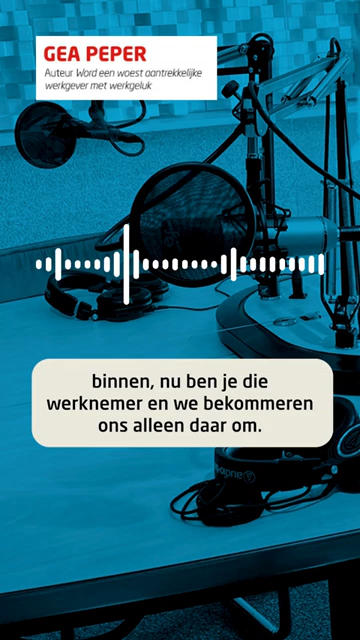 GEA PEPER
Auteur Word een woest aantrekkelijke
werkgever met werkgeluk
binnen, nu ben je die
werknemer en we bekommeren
ons alleen daar om.